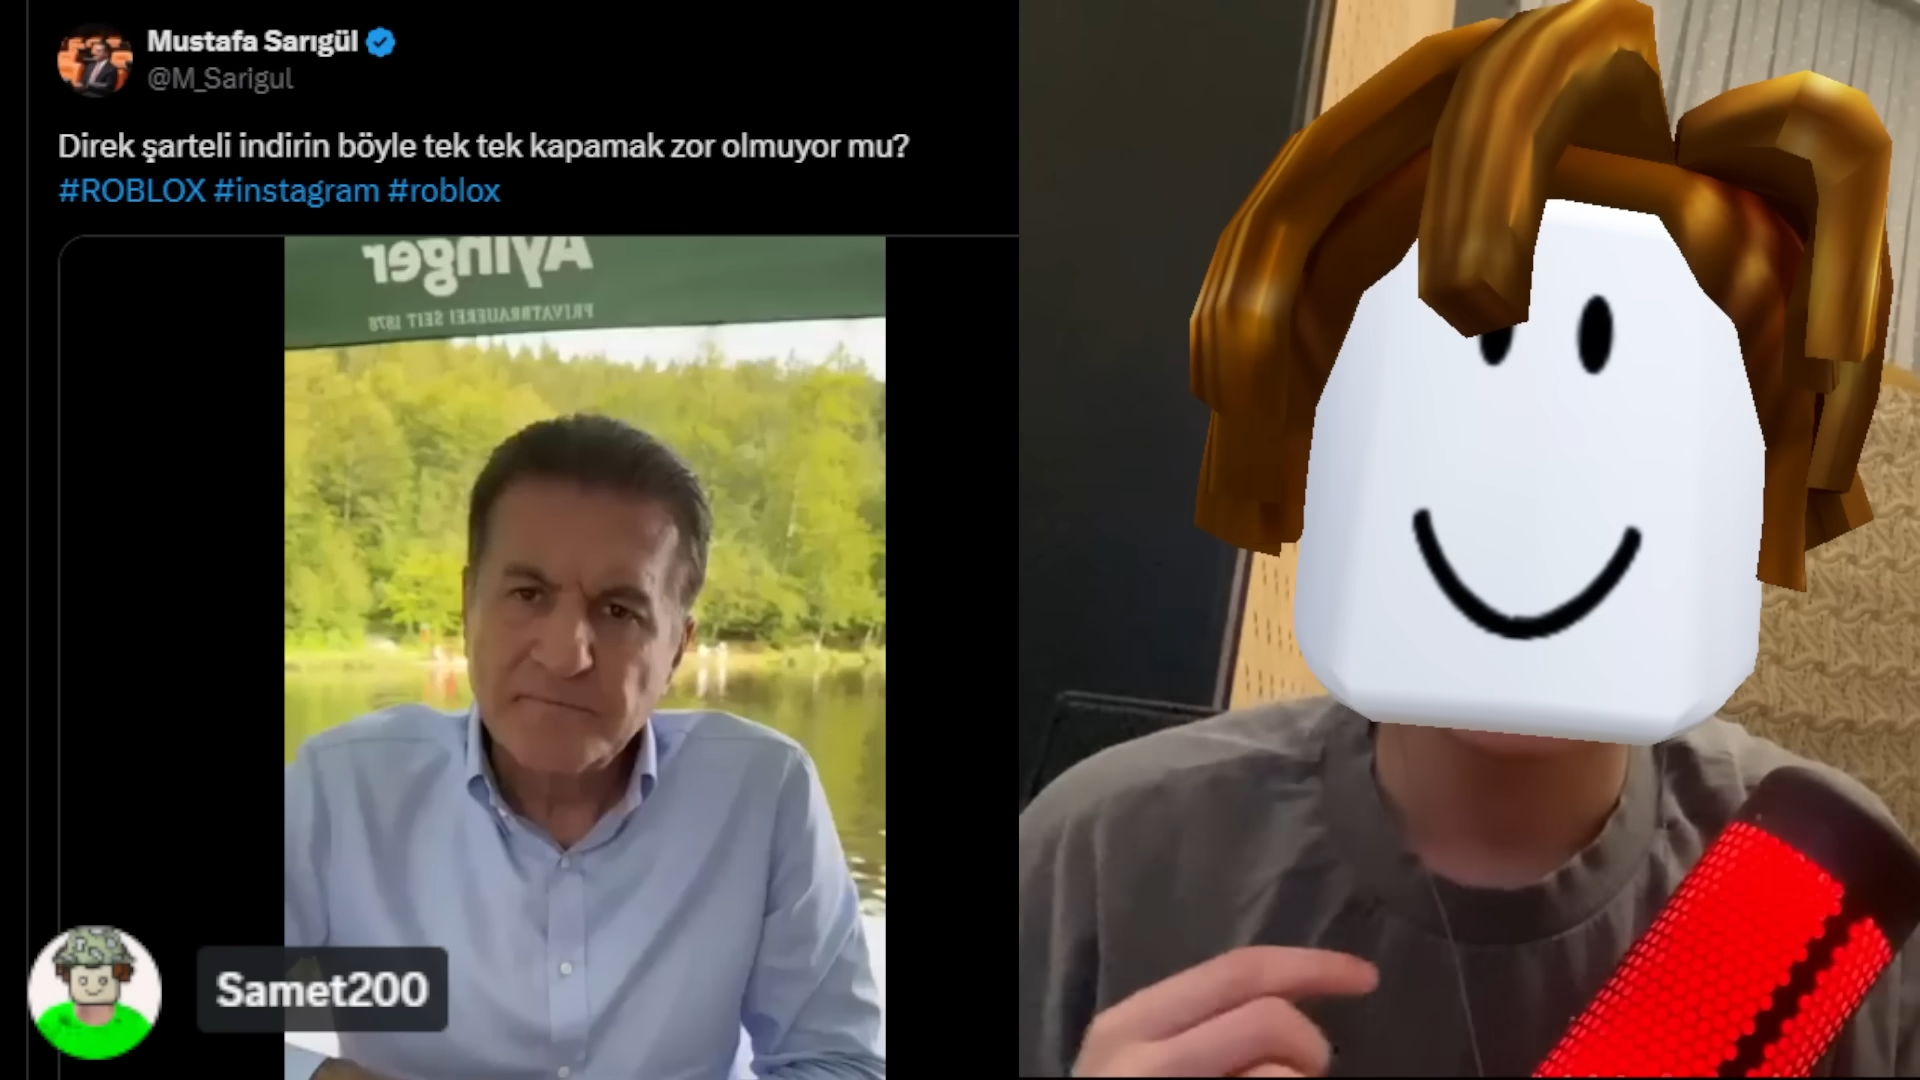 Mustafa Sarıgül
@M_Sarigul
Direk şarteli indirin böyle tek tek kapamak zor olmuyor mu?
#ROBLOX #instagram #roblox
Ayinger
PRIVATBRAUEREI SEIT 1878
Samet200